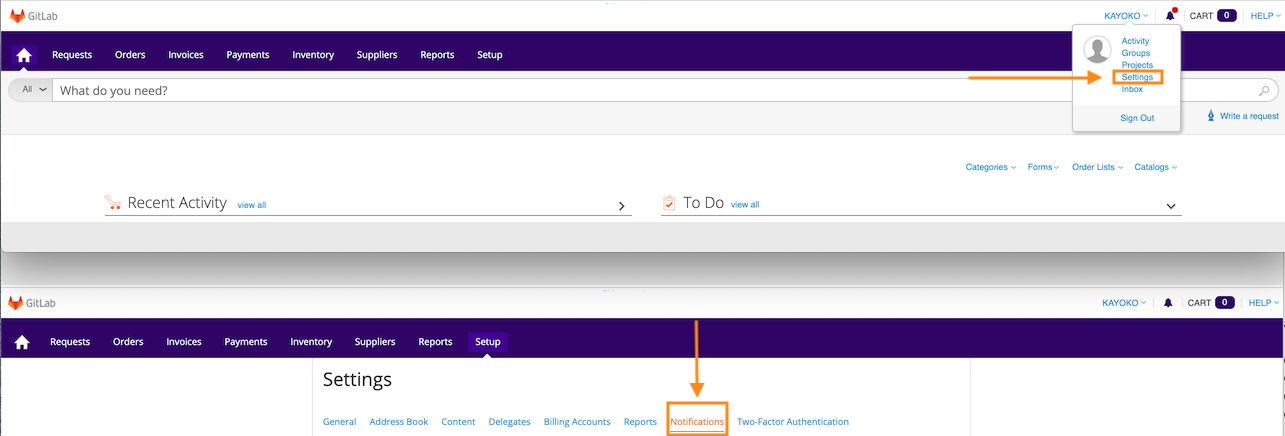 GitLab
KAYOKO CART 0 HELP
Requests Orders Invoices Payments Inventory Suppliers Reports Setup
Activity
Groups
Projects
Settings
Inbox
Sign Out
All What do you need?
Write a request
Categories Forms Order Lists Catalogs
Recent Activity view all
To Do view all
GitLab
KAYOKO CART 0 HELP
Requests Orders Invoices Payments Inventory Suppliers Reports Setup
Settings
General Address Book Content Delegates Billing Accounts Reports Notifications Two-Factor Authentication